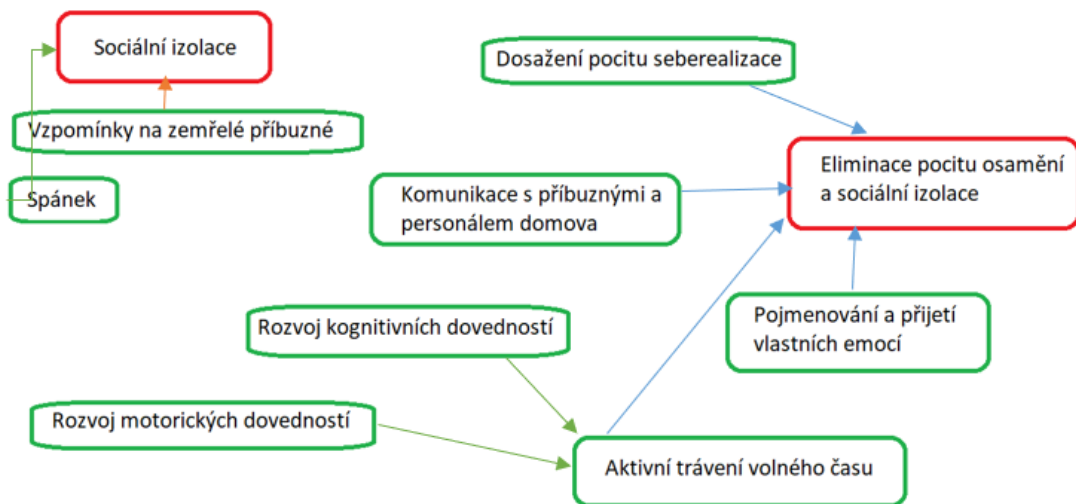 Sociální izolace
Vzpomínky na zemřelé příbuzné
Spánek
Dosažení pocitu seberealizace
Eliminace pocitu osamění
a sociální izolace
Komunikace s příbuznými a
personálem domova
Pojmenování a přijetí
vlastních emocí
Rozvoj kognitivních dovedností
Rozvoj motorických dovedností
Aktivní trávení volného času